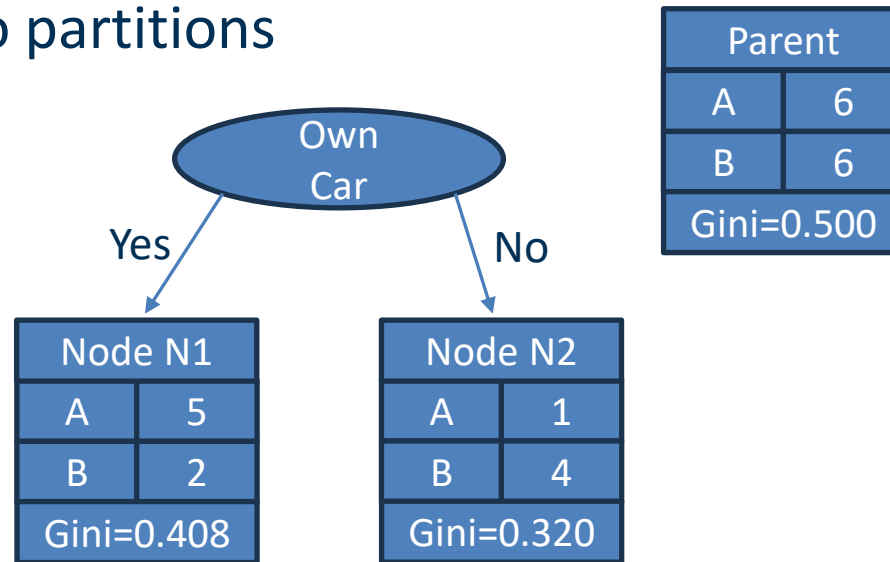 partitions
Parent
A 6
B 6
Gini=0.500
Own
Car
Yes
No
Node N1
A 5
B 2
Gini=0.408
Node N2
A 1
B 4
Gini=0.320